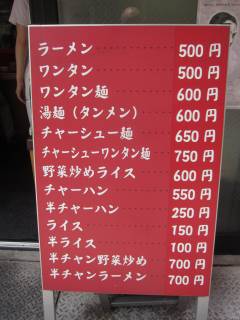 ラーメン 500円
ワンタン 500円
ワンタン麺 600円
湯麺（タンメン） 600円
チャーシュー麺 650円
チャーシューワンタン麺 750円
野菜炒めライス 600円
チャーハン 550円
半チャーハン 250円
ライス 150円
半ライス 100円
半チャン野菜炒め 700円
半チャンラーメン 700円